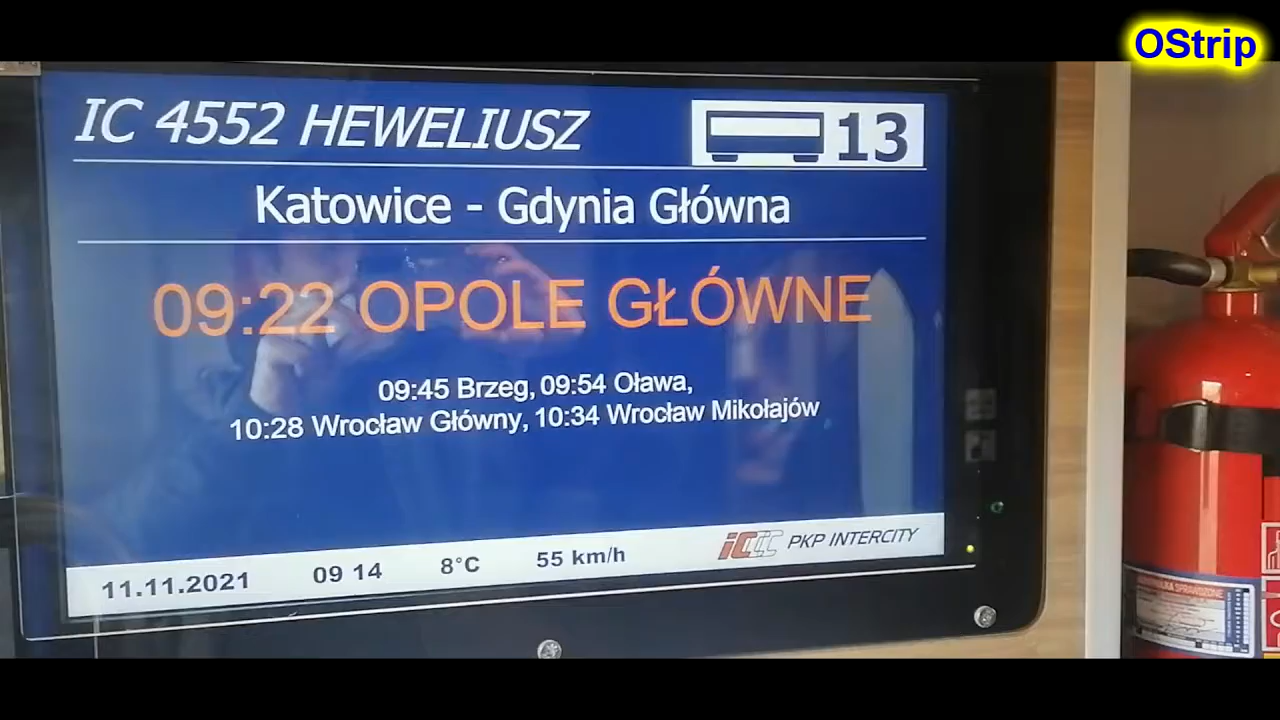 OStrip
IC 4552 HEWELIUSZ
13
Katowice - Gdynia Główna
09:22 OPOLE GŁÓWNE
09:45 Brzeg, 09:54 Oława,
10:28 Wrocław Główny, 10:34 Wrocław Mikołajów
11.11.2021 09 14 8°C 55 km/h PKP INTERCITY